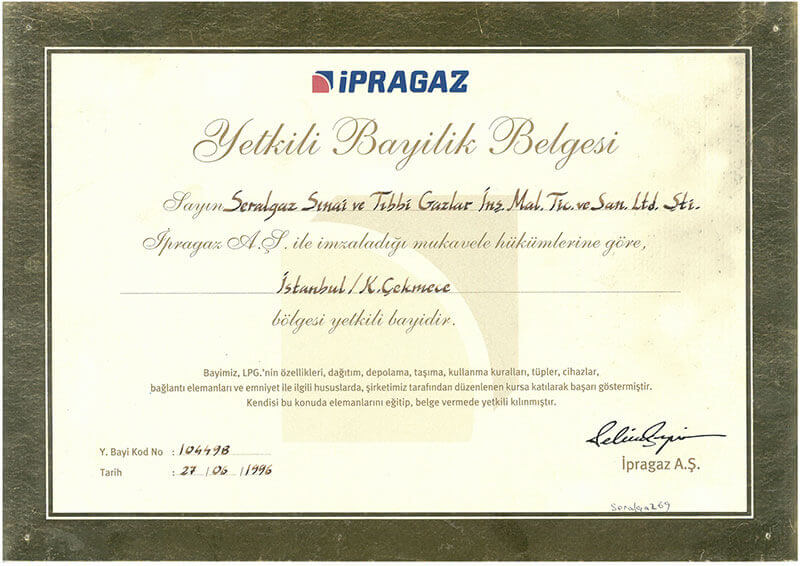 iPRAGAZ
Yetkili Bayilik Belgesi
Sayın Seralgaz Sınai ve Tıbbi Gazlar İnş. Mal. Tic. ve San. Ltd. Şti.
İpragaz A.Ş. ile imzaladığı mukavele hükümlerine göre,
İstanbul / K. Çekmece
bölgesi yetkili bayidir.
Bayimiz, LPG.'nin özellikleri, dağıtım, depolama, taşıma, kullanma kuralları, tüpler, cihazlar,
bağlantı elemanları ve emniyet ile ilgili hususlarda, şirketimiz tarafından düzenlenen kursa katılarak başarı göstermiştir.
Kendisi bu konuda elemanlarını eğitip, belge vermede yetkili kılınmıştır.
Y. Bayi Kod No : 104498
Tarih : 27 / 06 / 1996
İpragaz A.Ş.
Seralgaz 69